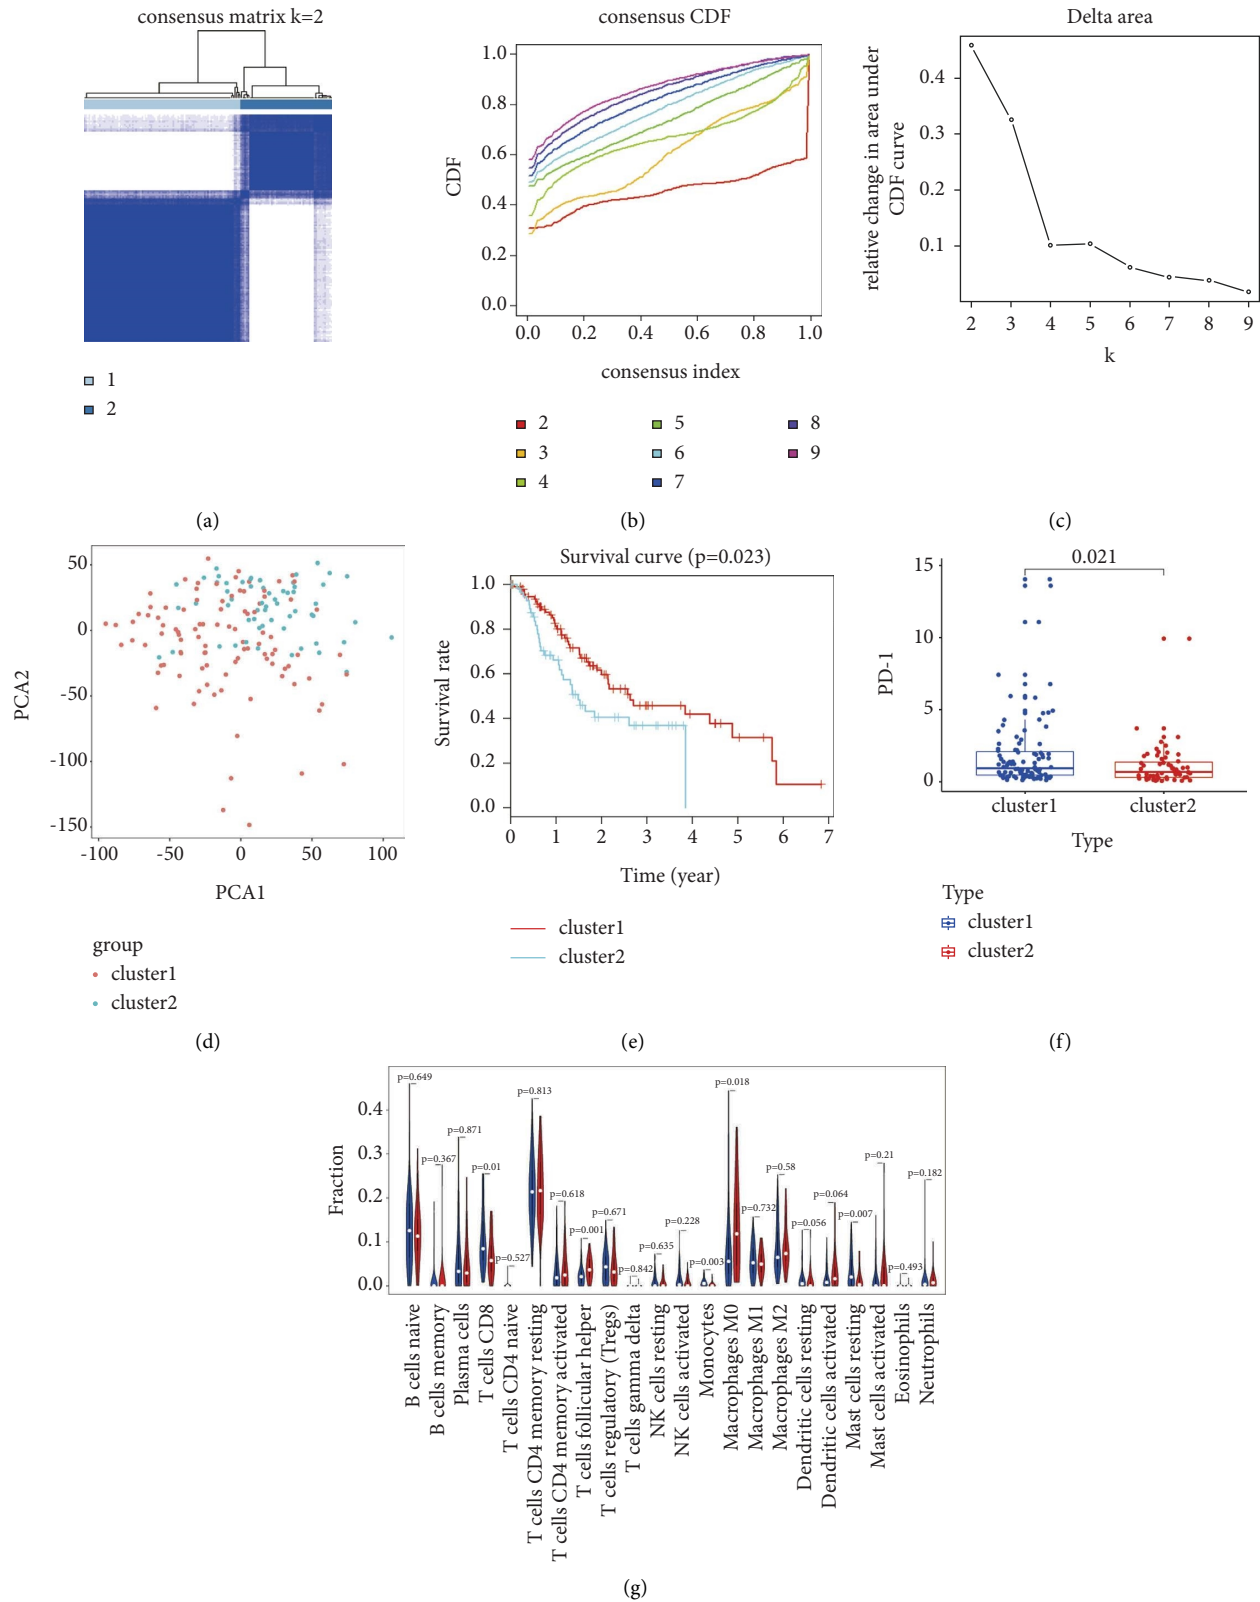 consensus matrix k=2
1
2
(a)
consensus CDF
CDF
1.0
0.8
0.6
0.4
0.2
0.0
0.0 0.2 0.4 0.6 0.8 1.0
consensus index
2 5 8
3 6 9
4 7
(b)
Delta area
relative change in area under
CDF curve
0.4
0.3
0.2
0.1
2 3 4 5 6 7 8 9
k
(c)
PCA2
50
0
-50
-100
-150
-100 -50 0 50 100
PCA1
group
cluster1
cluster2
(d)
Survival curve (p=0.023)
Survival rate
1.0
0.8
0.6
0.4
0.2
0.0
0 1 2 3 4 5 6 7
Time (year)
cluster1
cluster2
(e)
PD-1
15
10
5
0
0.021
cluster1 cluster2
Type
Type
cluster1
cluster2
(f)
Fraction
0.4
0.3
0.2
0.1
0.0
p=0.649
p=0.367
p=0.871
p=0.01
p=0.527
p=0.813
p=0.618
p=0.001
p=0.671
p=0.842
p=0.635
p=0.228
p=0.003
p=0.018
p=0.732
p=0.58
p=0.056
p=0.064
p=0.007
p=0.21
p=0.493
p=0.182
B cells naive
B cells memory
Plasma cells
T cells CD8
T cells CD4 naive
T cells CD4 memory resting
T cells CD4 memory activated
T cells follicular helper
T cells regulatory (Tregs)
T cells gamma delta
NK cells resting
NK cells activated
Monocytes
Macrophages M0
Macrophages M1
Macrophages M2
Dendritic cells resting
Dendritic cells activated
Mast cells resting
Mast cells activated
Eosinophils
Neutrophils
(g)